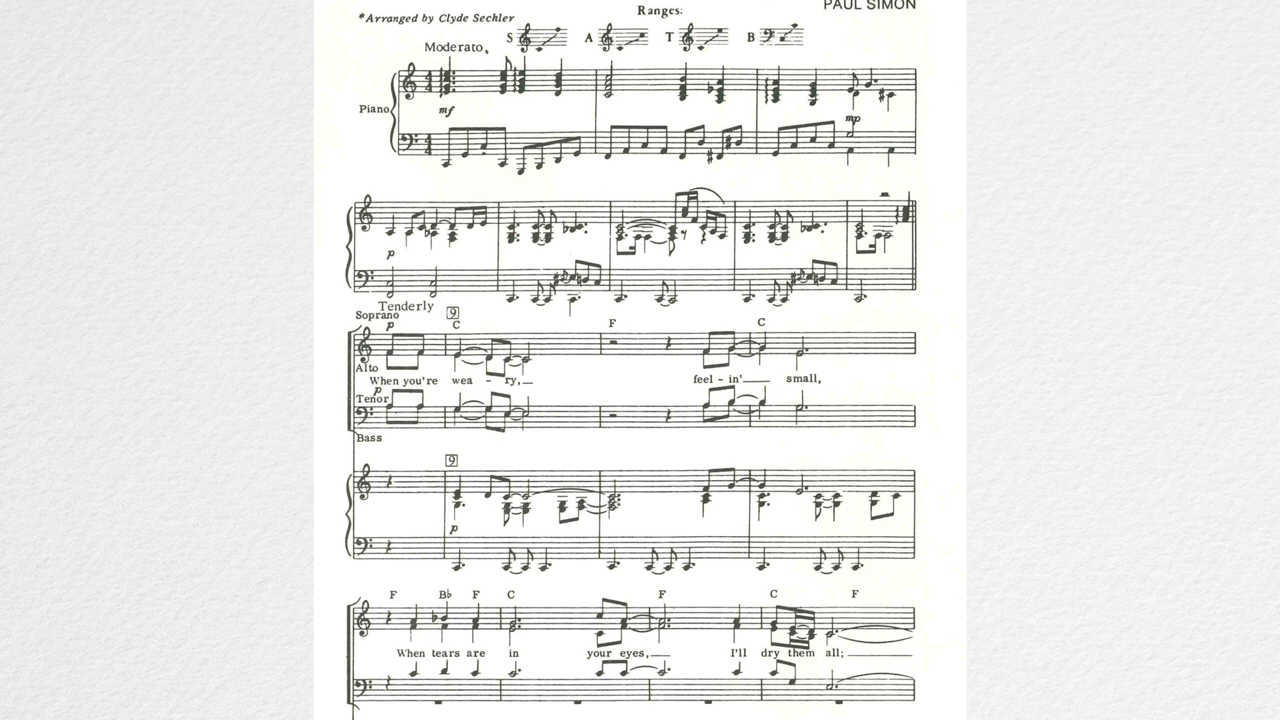 PAUL SIMON
Ranges:
*Arranged by Clyde Sechler
S A T B
Moderato
Piano
mf
mp
p
Tenderly
Soprano
9
p C F C
Alto
When you're wea - ry, feel - in' small,
p
Tenor
Bass
9
p
F B♭ F C F C F
When tears are in your eyes, I'll dry them all;